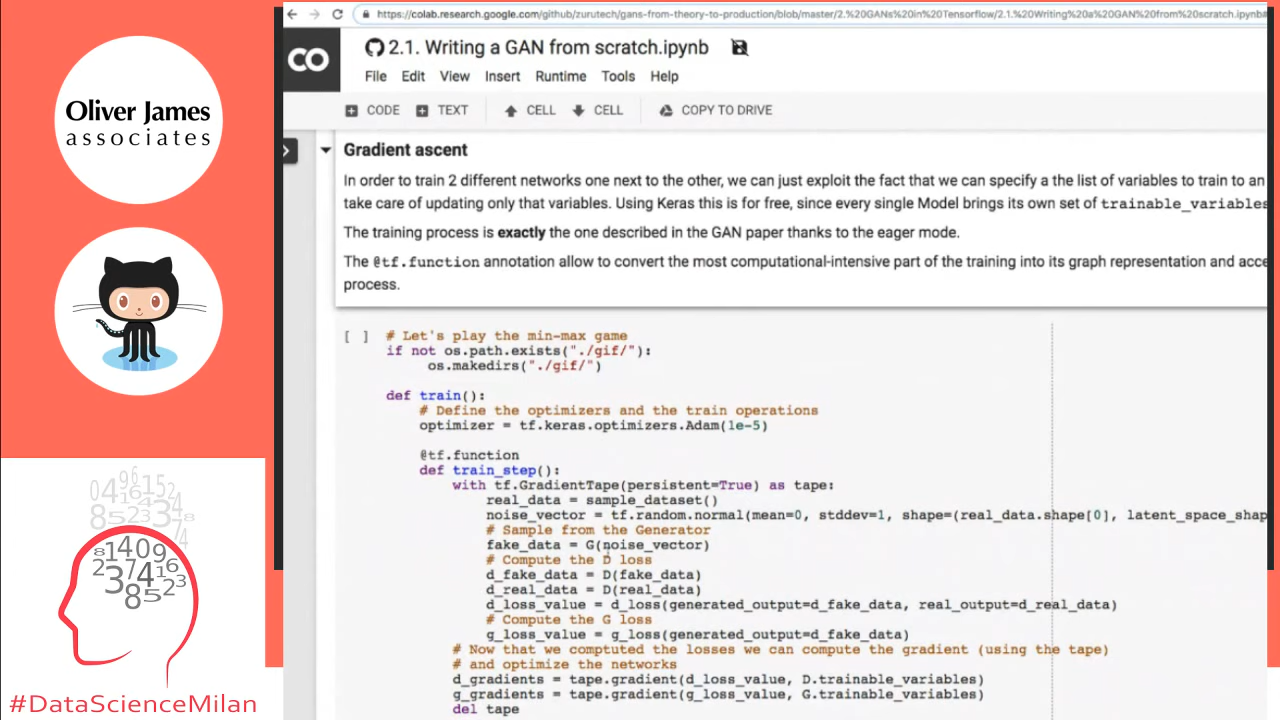 Oliver James
associates
#DataScienceMilan
https://colab.research.google.com/github/zurutech/gans-from-theory-to-production/blob/master/2.%20GANs%20in%20Tensorflow/2.1.%20Writing%20a%20GAN%20from%20scratch.ipynb#
CO
2.1. Writing a GAN from scratch.ipynb
File Edit View Insert Runtime Tools Help
CODE TEXT CELL CELL COPY TO DRIVE
Gradient ascent
In order to train 2 different networks one next to the other, we can just exploit the fact that we can specify a the list of variables to train to an
take care of updating only that variables. Using Keras this is for free, since every single Model brings its own set of trainable_variables
The training process is exactly the one described in the GAN paper thanks to the eager mode.
The @tf.function annotation allow to convert the most computational-intensive part of the training into its graph representation and acce
process.
[ ] # Let's play the min-max game
if not os.path.exists("./gif/"):
os.makedirs("./gif/")
def train():
# Define the optimizers and the train operations
optimizer = tf.keras.optimizers.Adam(1e-5)
@tf.function
def train_step():
with tf.GradientTape(persistent=True) as tape:
real_data = sample_dataset()
noise_vector = tf.random.normal(mean=0, stddev=1, shape=(real_data.shape[0], latent_space_shap
# Sample from the Generator
fake_data = G(noise_vector)
# Compute the D loss
d_fake_data = D(fake_data)
d_real_data = D(real_data)
d_loss_value = d_loss(generated_output=d_fake_data, real_output=d_real_data)
# Compute the G loss
g_loss_value = g_loss(generated_output=d_fake_data)
# Now that we comptuted the losses we can compute the gradient (using the tape)
# and optimize the networks
d_gradients = tape.gradient(d_loss_value, D.trainable_variables)
g_gradients = tape.gradient(g_loss_value, G.trainable_variables)
del tape